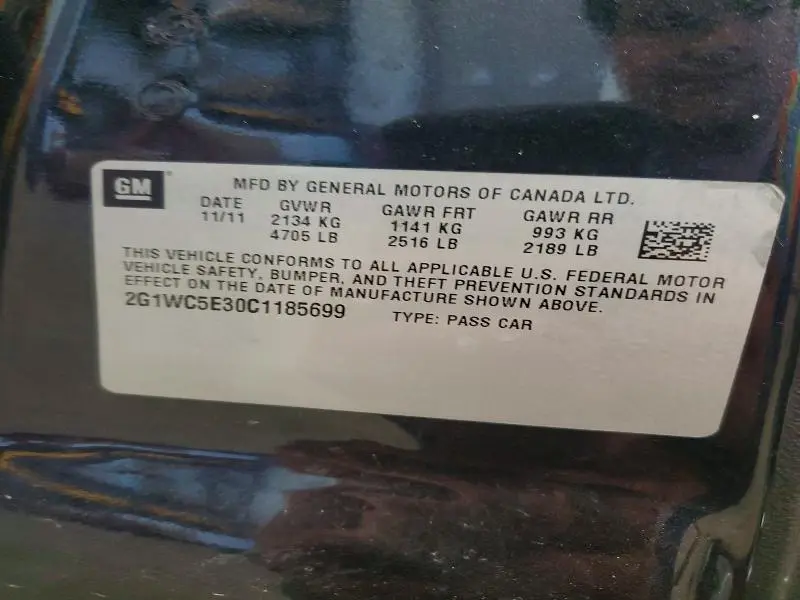 GM MFD BY GENERAL MOTORS OF CANADA LTD.
DATE GVWR GAWR FRT GAWR RR
11/11 2134 KG 1141 KG 993 KG
4705 LB 2516 LB 2189 LB
THIS VEHICLE CONFORMS TO ALL APPLICABLE U.S. FEDERAL MOTOR
VEHICLE SAFETY, BUMPER, AND THEFT PREVENTION STANDARDS IN
EFFECT ON THE DATE OF MANUFACTURE SHOWN ABOVE.
2G1WC5E30C1185699 TYPE: PASS CAR